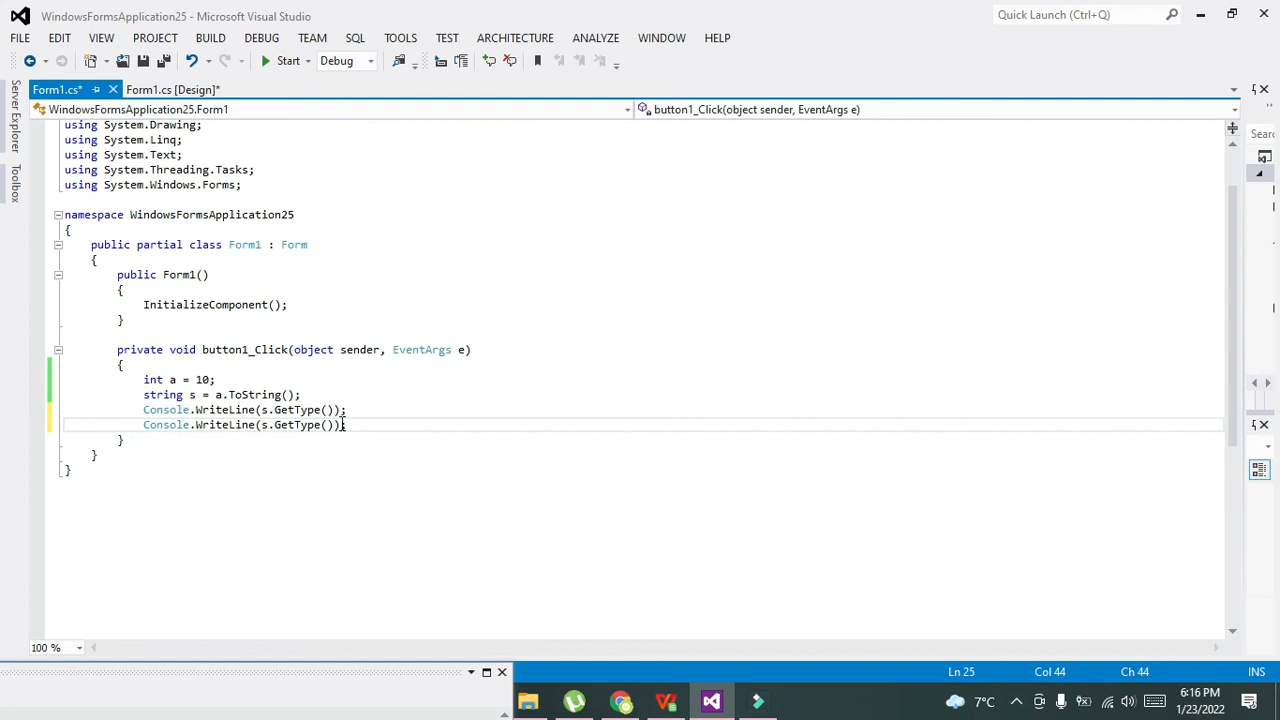 WindowsFormsApplication25 - Microsoft Visual Studio
Quick Launch (Ctrl+Q)
FILE EDIT VIEW PROJECT BUILD DEBUG TEAM SQL TOOLS TEST ARCHITECTURE ANALYZE WINDOW HELP
Start Debug
Form1.cs* Form1.cs [Design]*
WindowsFormsApplication25.Form1 button1_Click(object sender, EventArgs e)
Server Explorer
Toolbox
Searc
using System.Drawing;
using System.Linq;
using System.Text;
using System.Threading.Tasks;
using System.Windows.Forms;
namespace WindowsFormsApplication25
{
public partial class Form1 : Form
{
public Form1()
{
InitializeComponent();
}
private void button1_Click(object sender, EventArgs e)
{
int a = 10;
string s = a.ToString();
Console.WriteLine(s.GetType());
Console.WriteLine(s.GetType());
}
}
}
100 %
Ln 25 Col 44 Ch 44 INS
7°C
6:16 PM
1/23/2022